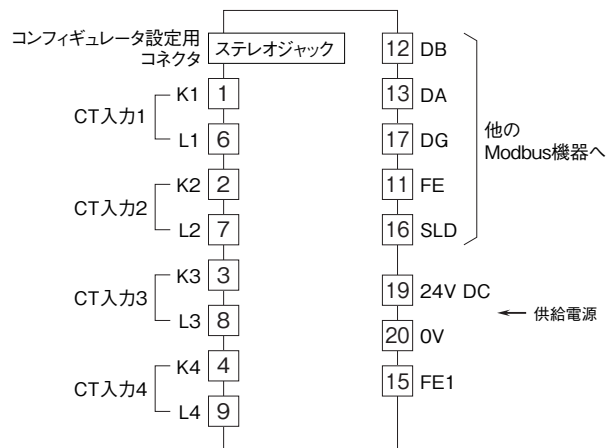 コンフィギュレータ設定用
コネクタ
ステレオジャック
CT入力1
K1 1
L1 6
CT入力2
K2 2
L2 7
CT入力3
K3 3
L3 8
CT入力4
K4 4
L4 9
12 DB
13 DA
17 DG
11 FE
16 SLD
他の
Modbus機器へ
19 24V DC
20 0V
供給電源
15 FE1